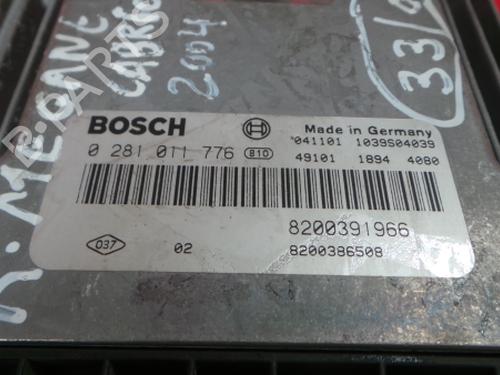 R. MEGANE
CABRIO
2004
33/
BOSCH
Made in Germany
0 281 011 776 B10
*041101 1039S04039
49101 1894 4080
8200391966
037 02 8200386508